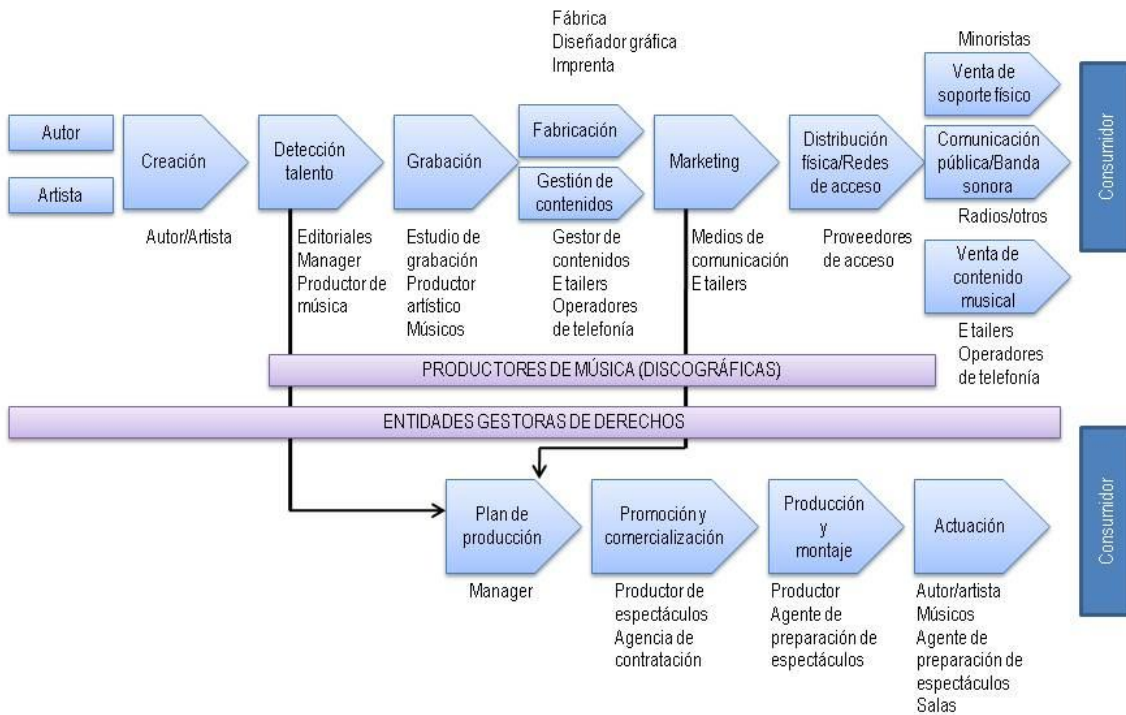 Fábrica
Diseñador gráfica
Imprenta
Minoristas
Venta de
soporte físico
Autor
Artista
Creación
Autor/Artista
Detección
talento
Editoriales
Manager
Productor de
música
Grabación
Estudio de
grabación
Productor
artístico
Músicos
Fabricación
Gestión de
contenidos
Gestor de
contenidos
E tailers
Operadores
de telefonía
Marketing
Medios de
comunicación
E tailers
Distribución
física/Redes
de acceso
Proveedores
de acceso
Comunicación
pública/Banda
sonora
Radios/otros
Venta de
contenido
musical
E tailers
Operadores
de telefonía
Consumidor
PRODUCTORES DE MÚSICA (DISCOGRÁFICAS)
ENTIDADES GESTORAS DE DERECHOS
Plan de
producción
Manager
Promoción y
comercialización
Productor de
espectáculos
Agencia de
contratación
Producción
y
montaje
Productor
Agente de
preparación de
espectáculos
Actuación
Autor/artista
Músicos
Agente de
preparación de
espectáculos
Salas
Consumidor